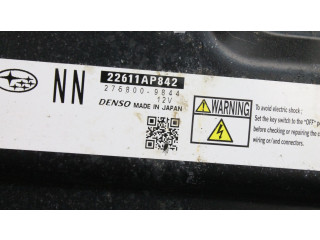 NN
22611AP842
276800-9844
12V
DENSO MADE IN JAPAN
WARNING
To avoid electric shock :
Set the key switch to the "OFF" p
before checking or repairing the c
wiring or/and connectors.